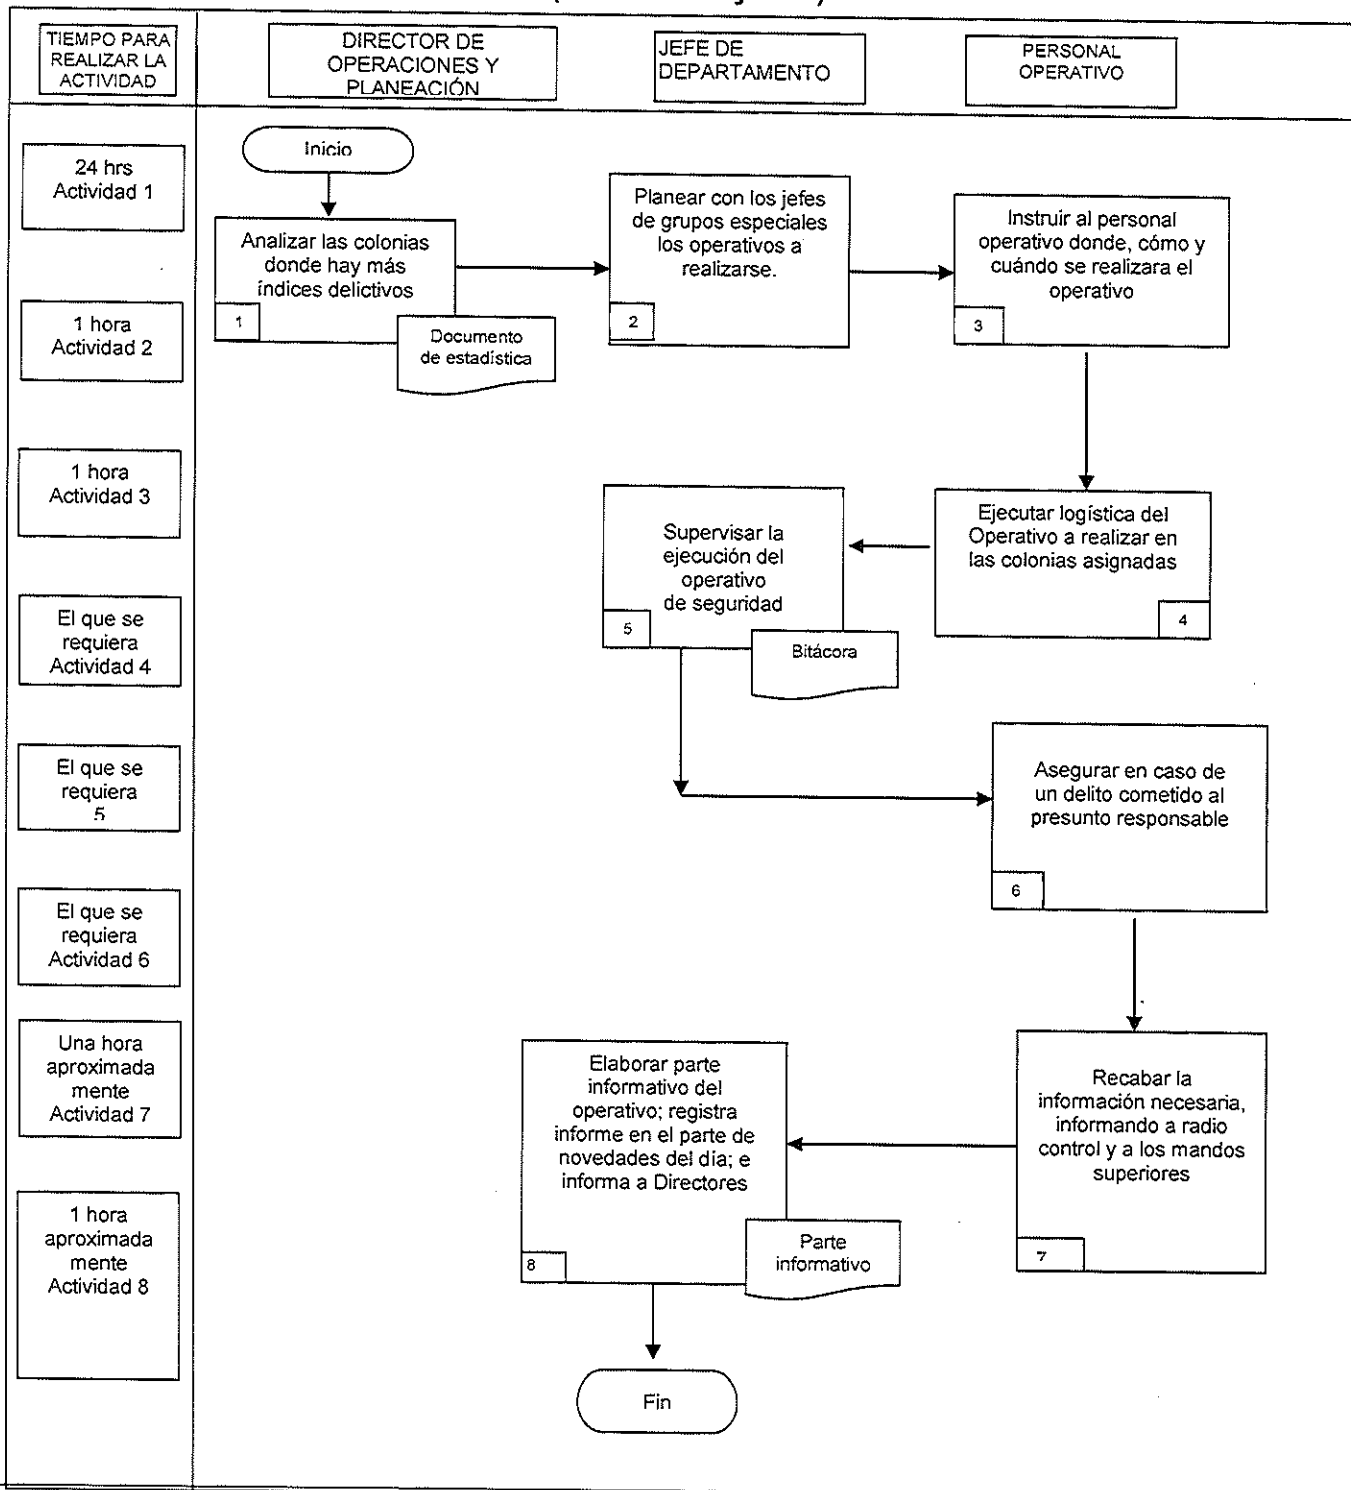 TIEMPO PARA
REALIZAR LA
ACTIVIDAD
DIRECTOR DE
OPERACIONES Y
PLANEACIÓN
JEFE DE
DEPARTAMENTO
PERSONAL
OPERATIVO
24 hrs
Actividad 1
Inicio
Analizar las colonias
donde hay más
índices delictivos
1
Documento
de estadística
Planear con los jefes
de grupos especiales
los operativos a
realizarse.
2
Instruir al personal
operativo donde, cómo y
cuándo se realizara el
operativo
3
1 hora
Actividad 2
1 hora
Actividad 3
Ejecutar logística del
Operativo a realizar en
las colonias asignadas
4
Supervisar la
ejecución del
operativo
de seguridad
5
Bitácora
El que se
requiera
Actividad 4
El que se
requiera
5
Asegurar en caso de
un delito cometido al
presunto responsable
6
El que se
requiera
Actividad 6
Una hora
aproximada
mente
Actividad 7
Recabar la
información necesaria,
informando a radio
control y a los mandos
superiores
7
Elaborar parte
informativo del
operativo; registra
informe en el parte de
novedades del día; e
informa a Directores
8
Parte
informativo
1 hora
aproximada
mente
Actividad 8
Fin